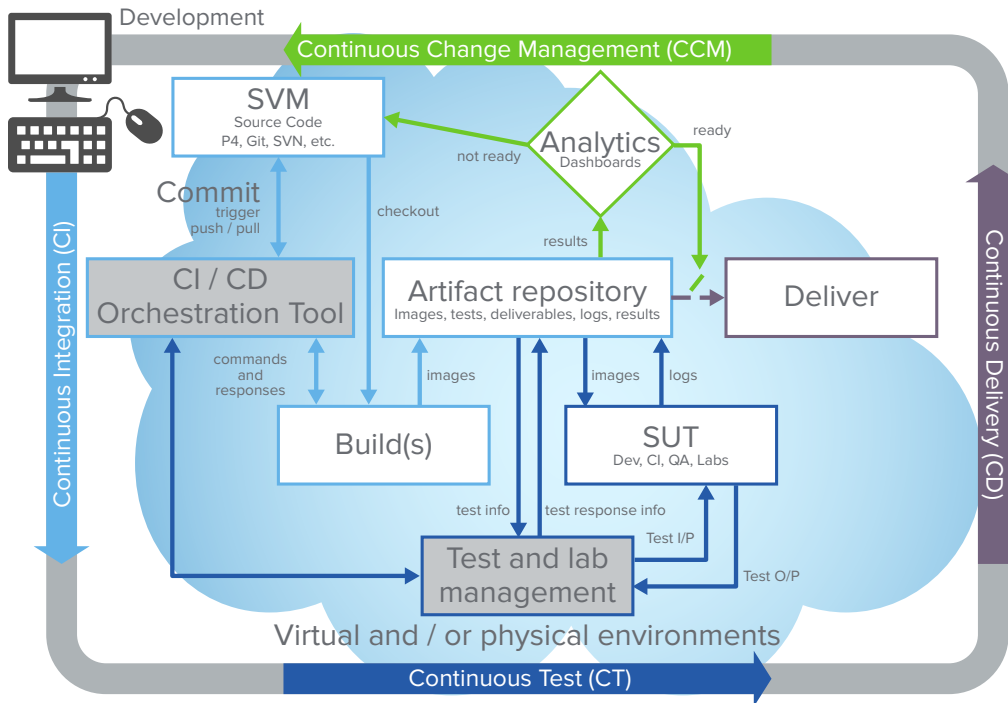 Development
Continuous Change Management (CCM)
SVM
Source Code
P4, Git, SVN, etc.
Analytics
Dashboards
ready
not ready
Commit
trigger
push / pull
checkout
results
Continuous Integration (CI)
Continuous Delivery (CD)
CI / CD
Orchestration Tool
Artifact repository
Images, tests, deliverables, logs, results
Deliver
commands
and
responses
images
images
logs
Build(s)
SUT
Dev, CI, QA, Labs
test info
test response info
Test I/P
Test and lab
management
Test O/P
Virtual and / or physical environments
Continuous Test (CT)